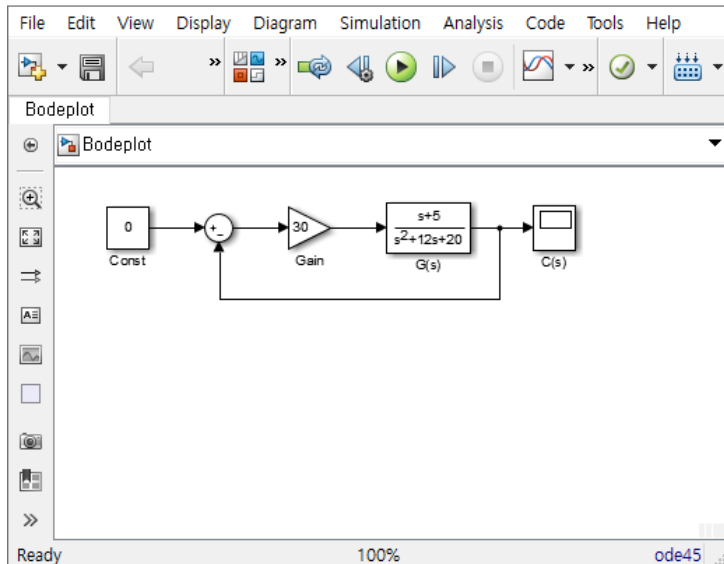 File Edit View Display Diagram Simulation Analysis Code Tools Help
» »  »
Bodeplot
Bodeplot
0
Const
+
-
30
Gain
s+5
s²+12s+20
G(s)
C(s)
A≡
»
Ready 100% ode45